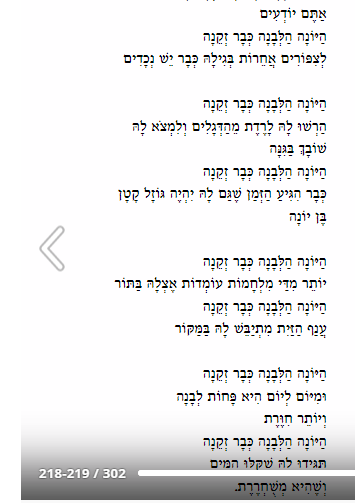 אַתֶּם יוֹדְעִים
הַיּוֹנָה הַלְּבָנָה כְּבָר זְקֵנָה
לְצִפּוֹרִים אֲחֵרוֹת בְּגִילָהּ כְּבָר יֵשׁ נְכָדִים
הַיּוֹנָה הַלְּבָנָה כְּבָר זְקֵנָה
הַרְשׁוּ לָהּ לָרֶדֶת מֵהַדְּגָלִים וְלִמְצֹא לָהּ
שׁוֹבָךְ בַּגִּנָּה
הַיּוֹנָה הַלְּבָנָה כְּבָר זְקֵנָה
כְּבָר הִגִּיעַ הַזְּמַן שֶׁגַּם לָהּ יִהְיֶה גּוֹזָל קָטָן
בֶּן יוֹנָה
הַיּוֹנָה הַלְּבָנָה כְּבָר זְקֵנָה
יוֹתֵר מִדַּי מִלְחָמוֹת עוֹמְדוֹת אֶצְלָהּ בַּתּוֹר
הַיּוֹנָה הַלְּבָנָה כְּבָר זְקֵנָה
עֲנַף הַזַּיִת מִתְיַבֵּשׁ לָהּ בַּמַּקּוֹר
הַיּוֹנָה הַלְּבָנָה כְּבָר זְקֵנָה
וּמִיּוֹם לְיוֹם הִיא פָּחוֹת לְבָנָה
וְיוֹתֵר חִוֶּרֶת
הַיּוֹנָה הַלְּבָנָה כְּבָר זְקֵנָה
תַּגִּידוּ לָהּ שֶׁקַּלּוּ הַמַּיִם
218-219 / 302
וְשֶׁהִיא מְשֻׁחְרֶרֶת.